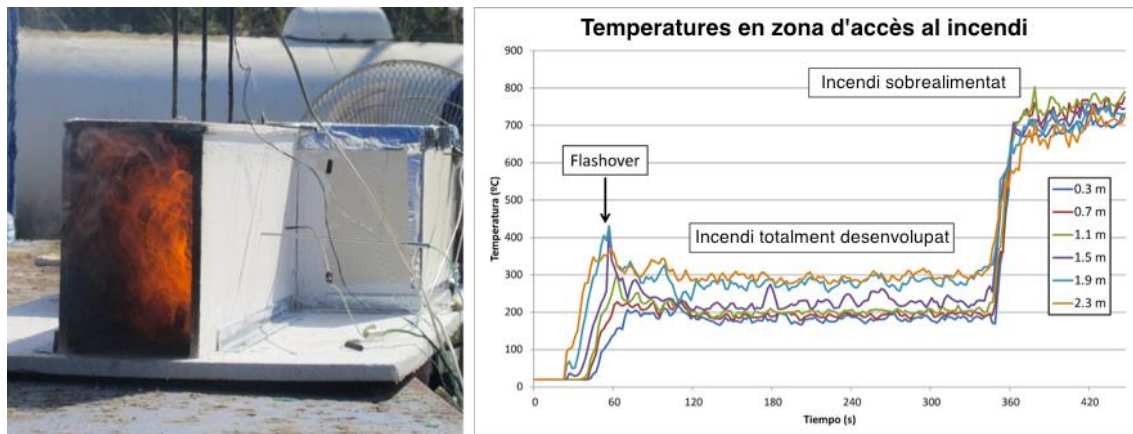 Temperatures en zona d'accès al incendi
900
800
700
600
500
400
300
200
100
0
Temperatura (ºC)
Incendi sobrealimentat
Flashover
Incendi totalment desenvolupat
0.3 m
0.7 m
1.1 m
1.5 m
1.9 m
2.3 m
0 60 120 180 240 300 360 420
Tiempo (s)